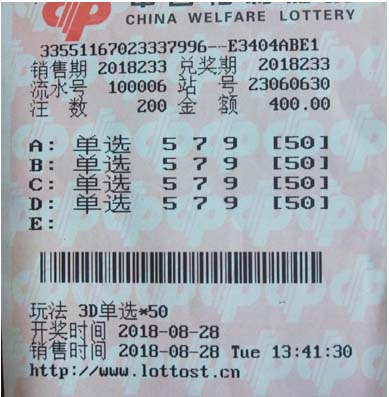 CHINA WELFARE LOTTERY
33551167023337996--E3404ABE1
销售期 2018233 兑奖期 2018233
流水号 100006 站 号 23060630
注 数 200 金 额 400.00
A: 单选 5 7 9 [50]
B: 单选 5 7 9 [50]
C: 单选 5 7 9 [50]
D: 单选 5 7 9 [50]
E:
玩法 3D单选*50
开奖时间 2018-08-28
销售时间 2018-08-28 Tue 13:41:30
http://www.lottost.cn